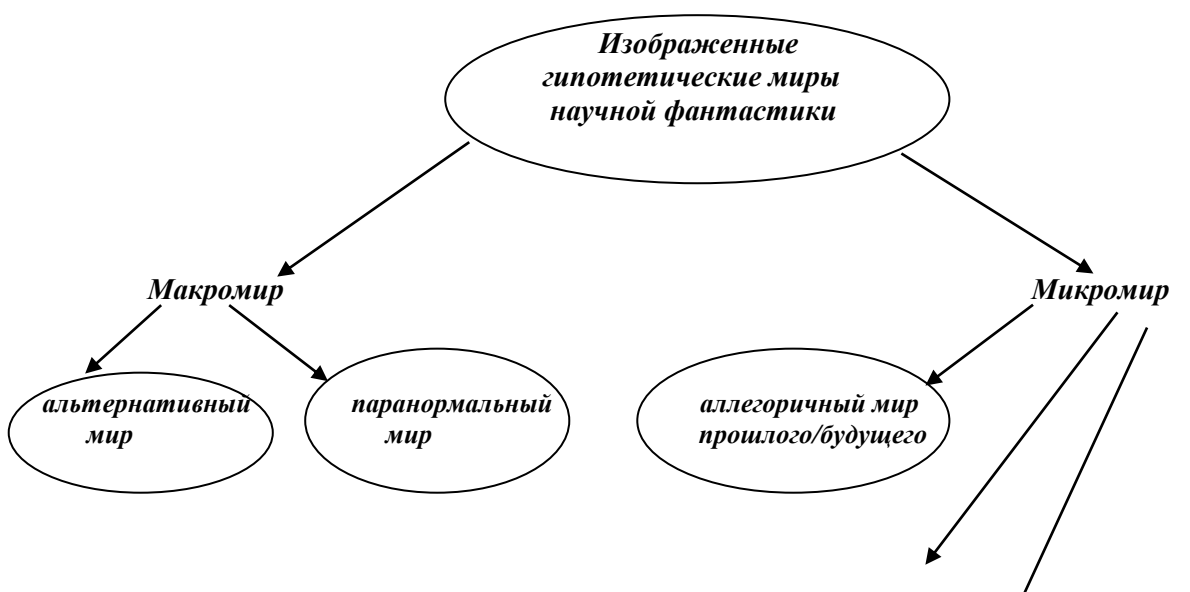 Изображенные
гипотетические миры
научной фантастики
Макромир
Микромир
альтернативный
мир
паранормальный
мир
аллегоричный мир
прошлого/будущего